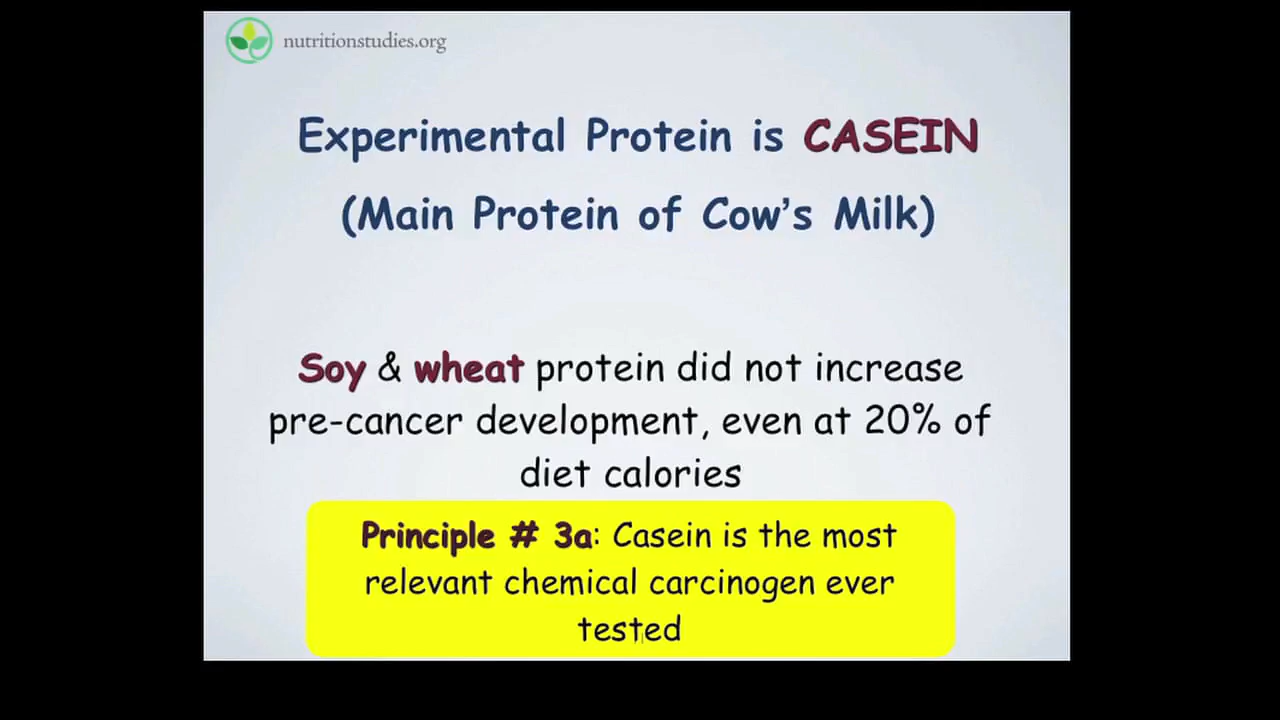 nutritionstudies.org
Experimental Protein is CASEIN
(Main Protein of Cow’s Milk)
Soy & wheat protein did not increase
pre-cancer development, even at 20% of
diet calories
Principle # 3a: Casein is the most
relevant chemical carcinogen ever
tested